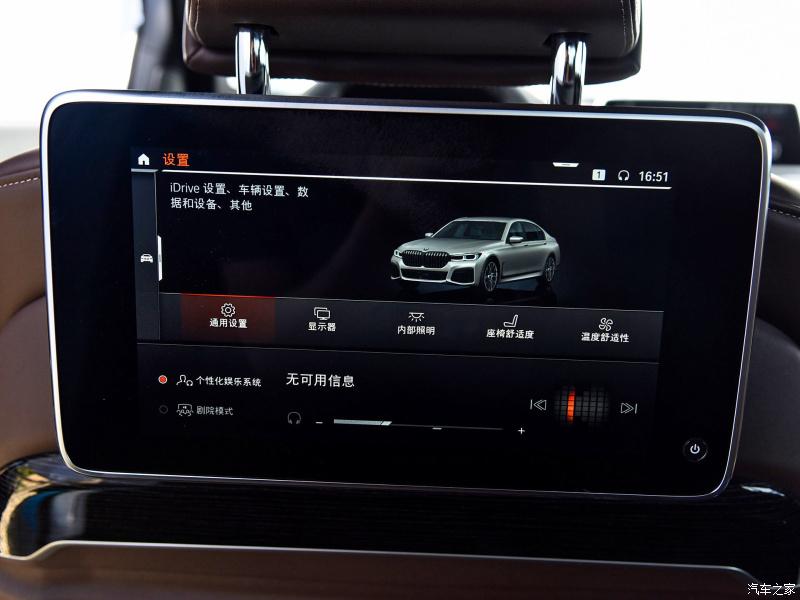 设置
1 16:51
iDrive 设置、车辆设置、数
据和设备、其他
通用设置
显示器
内部照明
座椅舒适度
温度舒适性
个性化娱乐系统
无可用信息
剧院模式
− +
汽车之家